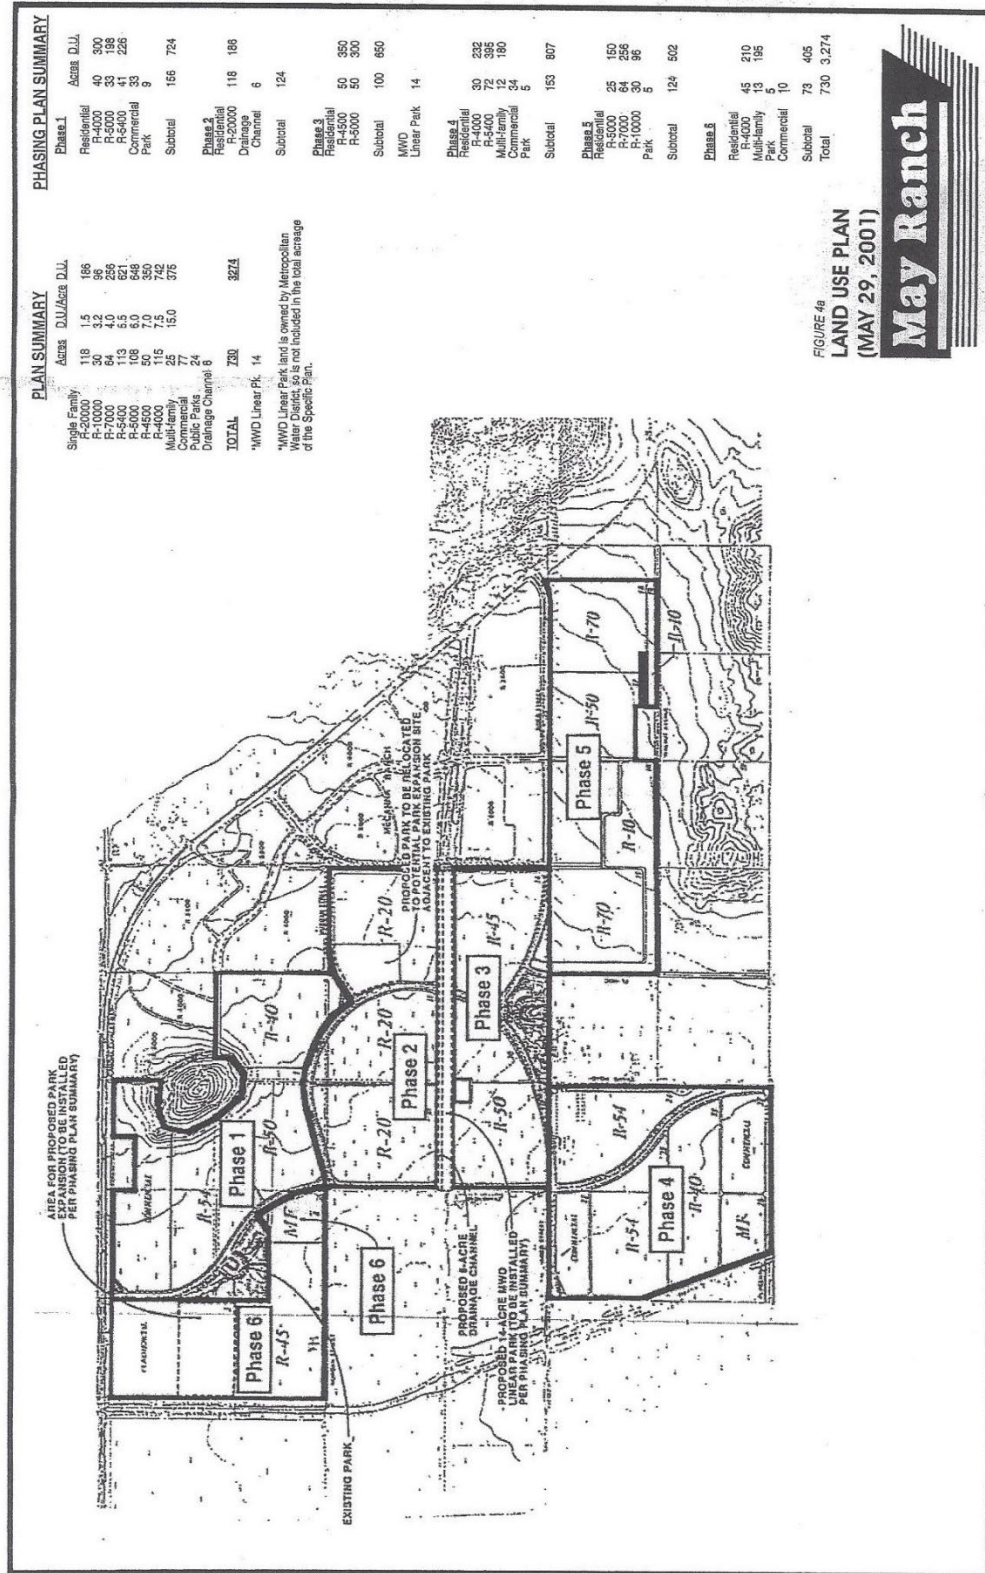 PLAN SUMMARY
Acres D.U./Acre D.U.
Single Family
R-20000 118 1.5 186
R-10000 30 3.2 96
R-7000 64 4.0 256
R-5400 113 5.5 621
R-5000 108 6.0 648
R-4500 50 7.0 350
R-4000 115 7.5 742
Multi-family 25 15.0 375
Commercial 77
Public Parks 24
Drainage Channel 6
TOTAL 730 3274
*MWD Linear Pk. 14
*MWD Linear Park land is owned by Metropolitan
Water District, so is not included in the total acreage
of the Specific Plan.
PHASING PLAN SUMMARY
Acres D.U.
Phase 1
Residential
R-4000 40 300
R-5000 33 198
R-5400 41 226
Commercial 33
Park 9
Subtotal 156 724
Phase 2
Residential
R-20000 118 186
Drainage
Channel 6
Subtotal 124
Phase 3
Residential
R-4500 50 350
R-5000 50 300
Subtotal 100 650
MWD
Linear Park 14
Phase 4
Residential
R-4000 30 232
R-5400 72 395
Multi-family 12 180
Commercial 34
Park 5
Subtotal 153 807
Phase 5
Residential
R-5000 25 150
R-7000 64 256
R-10000 30 96
Park 5
Subtotal 124 502
Phase 6
Residential
R-4000 45 210
Multi-family 13 195
Park 5
Commercial 10
Subtotal 73 405
Total 730 3,274
FIGURE 4a
LAND USE PLAN
(MAY 29, 2001)
May Ranch
AREA FOR PROPOSED PARK
EXPANSION (TO BE INSTALLED
PER PHASING PLAN SUMMARY)
EXISTING PARK
PROPOSED PARK TO BE RELOCATED
TO POTENTIAL PARK EXPANSION SITE
ADJACENT TO EXISTING PARK
PROPOSED 6-ACRE
DRAINAGE CHANNEL
PROPOSED 14-ACRE MWD
LINEAR PARK (TO BE INSTALLED
PER PHASING PLAN SUMMARY)
Phase 1
Phase 2
Phase 3
Phase 4
Phase 5
Phase 6
Phase 6
COMMERCIAL
R-54
R-50
R-40
MF
R-45
R-20
R-20
R-20
R-45
R-50
COMMERCIAL
R-54
R-54
R-40
MF
COMMERCIAL
R-70
R-10
R-50
R-70
R-10
MCCANNA RANCH